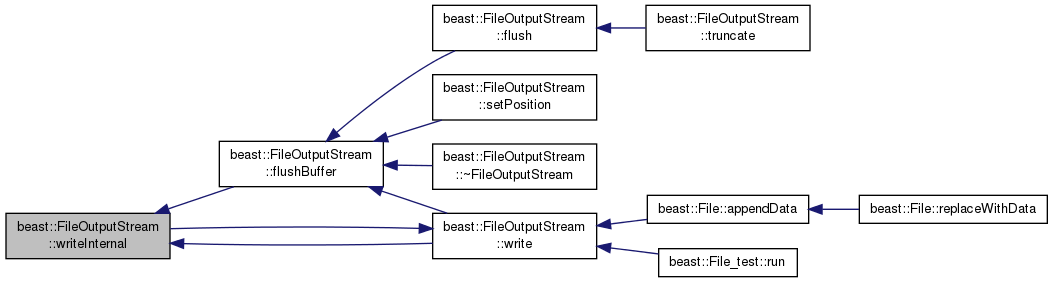 beast::FileOutputStream
::flush
beast::FileOutputStream
::truncate
beast::FileOutputStream
::setPosition
beast::FileOutputStream
::flushBuffer
beast::FileOutputStream
::~FileOutputStream
beast::FileOutputStream
::writeInternal
beast::FileOutputStream
::write
beast::File::appendData
beast::File::replaceWithData
beast::File_test::run